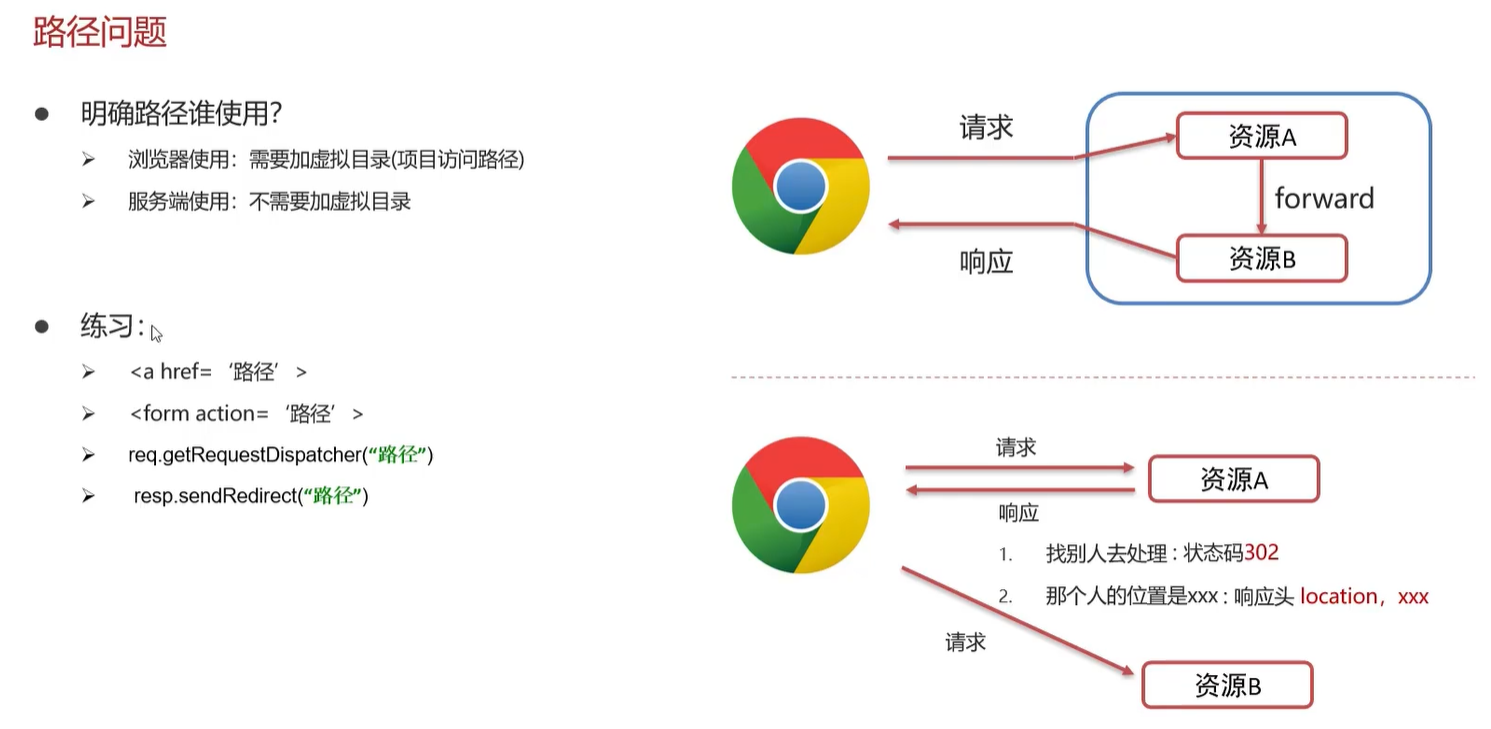 路径问题
明确路径谁使用?
浏览器使用：需要加虚拟目录(项目访问路径)
服务端使用：不需要加虚拟目录
练习：
<a href=‘路径’>
<form action=‘路径’>
req.getRequestDispatcher(“路径”)
resp.sendRedirect(“路径”)
请求
资源A
forward
资源B
响应
请求
资源A
响应
1. 找别人去处理：状态码302
2. 那个人的位置是xxx：响应头 location，xxx
请求
资源B